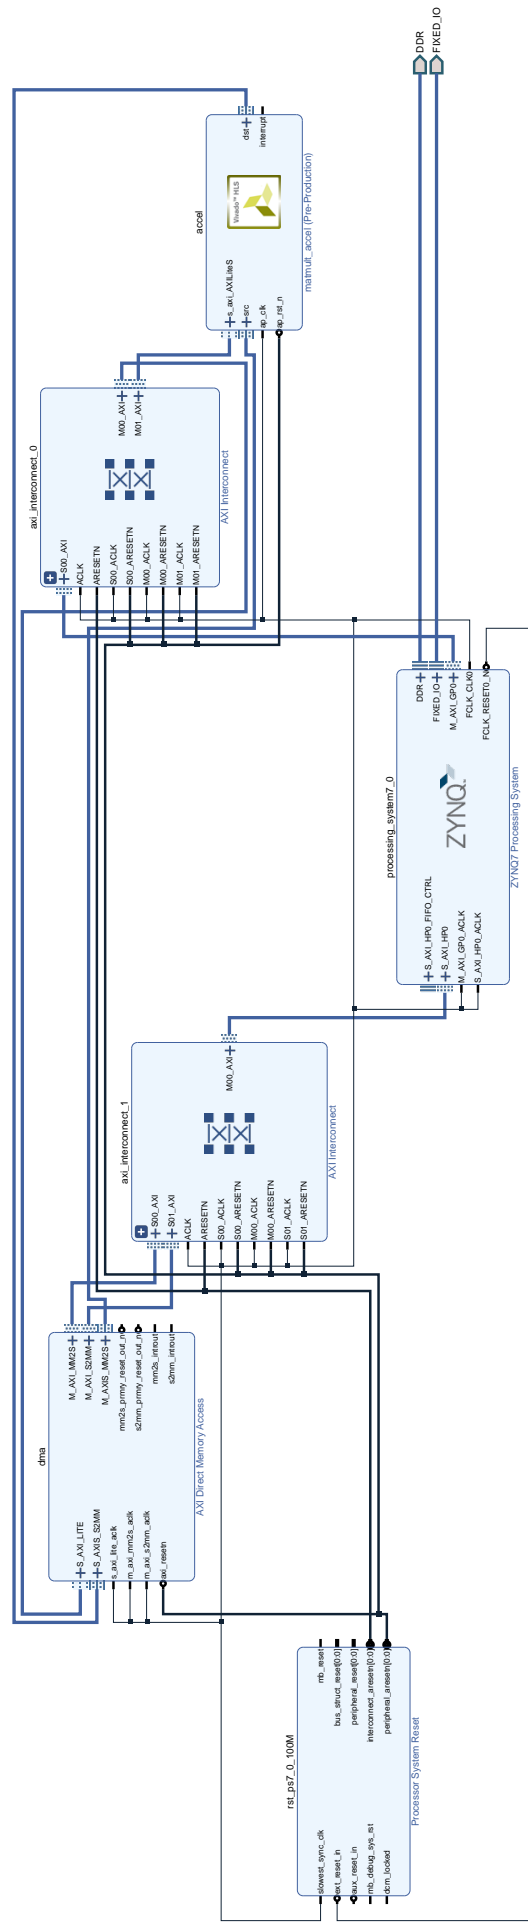 rst_ps7_0_100M
slowest_sync_clk
ext_reset_in
aux_reset_in
mb_debug_sys_rst
dcm_locked
mb_reset
bus_struct_reset[0:0]
peripheral_reset[0:0]
interconnect_aresetn[0:0]
peripheral_aresetn[0:0]
Processor System Reset
dma
S_AXI_LITE
S_AXIS_S2MM
s_axi_lite_aclk
m_axi_mm2s_aclk
m_axi_s2mm_aclk
axi_resetn
M_AXI_MM2S
M_AXI_S2MM
M_AXIS_MM2S
mm2s_prmry_reset_out_n
s2mm_prmry_reset_out_n
mm2s_introut
s2mm_introut
AXI Direct Memory Access
axi_interconnect_1
S00_AXI
S01_AXI
ACLK
ARESETN
S00_ACLK
S00_ARESETN
M00_ACLK
M00_ARESETN
S01_ACLK
S01_ARESETN
M00_AXI
AXI Interconnect
processing_system7_0
S_AXI_HP0_FIFO_CTRL
S_AXI_HP0
M_AXI_GP0_ACLK
S_AXI_HP0_ACLK
ZYNQ
DDR
FIXED_IO
M_AXI_GP0
FCLK_CLK0
FCLK_RESET0_N
ZYNQ7 Processing System
axi_interconnect_0
S00_AXI
ACLK
ARESETN
S00_ACLK
S00_ARESETN
M00_ACLK
M00_ARESETN
M01_ACLK
M01_ARESETN
M00_AXI
M01_AXI
AXI Interconnect
accel
s_axi_AXILiteS
src
ap_clk
ap_rst_n
Vivado™ HLS
dst
interrupt
matmult_accel (Pre-Production)
DDR
FIXED_IO